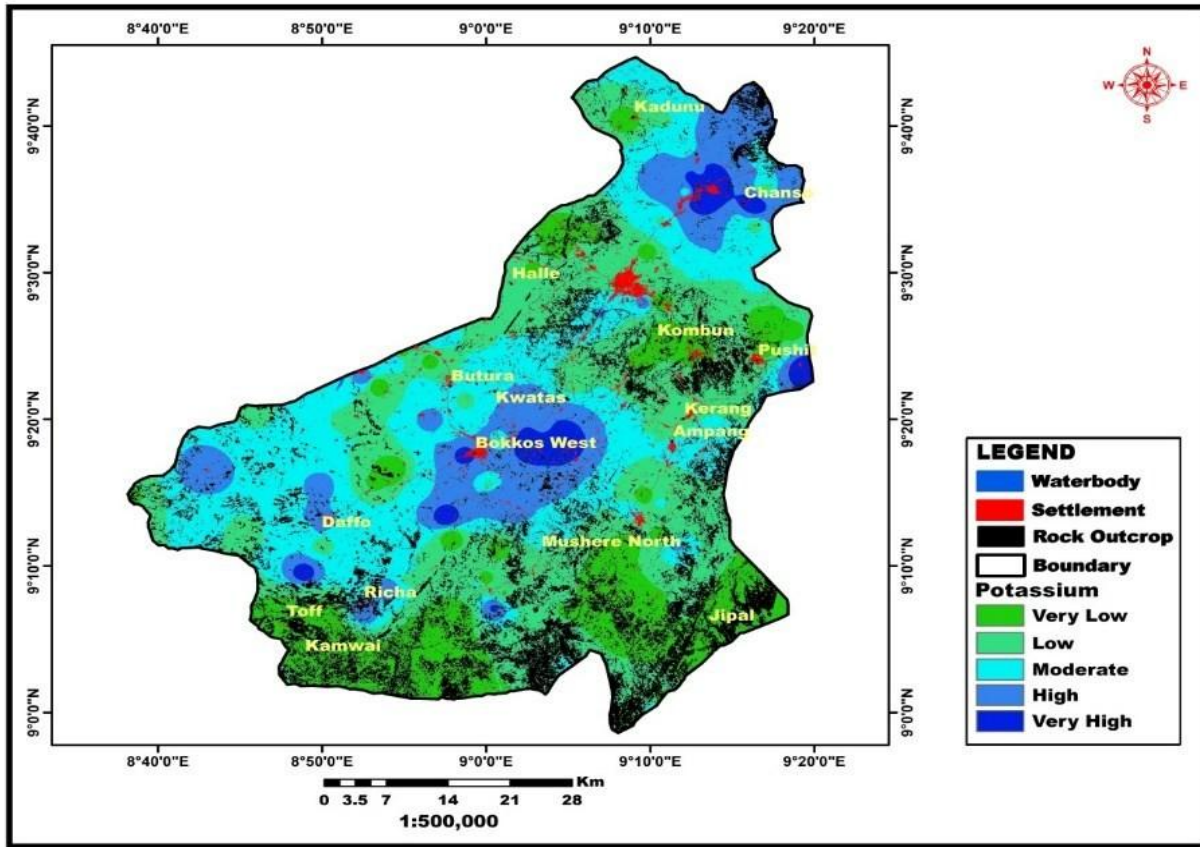 8°40'0"E 8°50'0"E 9°0'0"E 9°10'0"E 9°20'0"E
N
W E
S
9°40'0"N 9°40'0"N
9°30'0"N 9°30'0"N
9°20'0"N 9°20'0"N
9°10'0"N 9°10'0"N
9°0'0"N 9°0'0"N
Kadunu
Halle
Kombun
Butura
Kwatas
Kerang
Ampang
Bokkos West
Daffo
Mushere North
Richa
Toff
Jipal
Kamwai
LEGEND
Waterbody
Settlement
Rock Outcrop
Boundary
Potassium
Very Low
Low
Moderate
High
Very High
8°40'0"E 8°50'0"E 9°0'0"E 9°10'0"E 9°20'0"E
Km
0 3.5 7 14 21 28
1:500,000